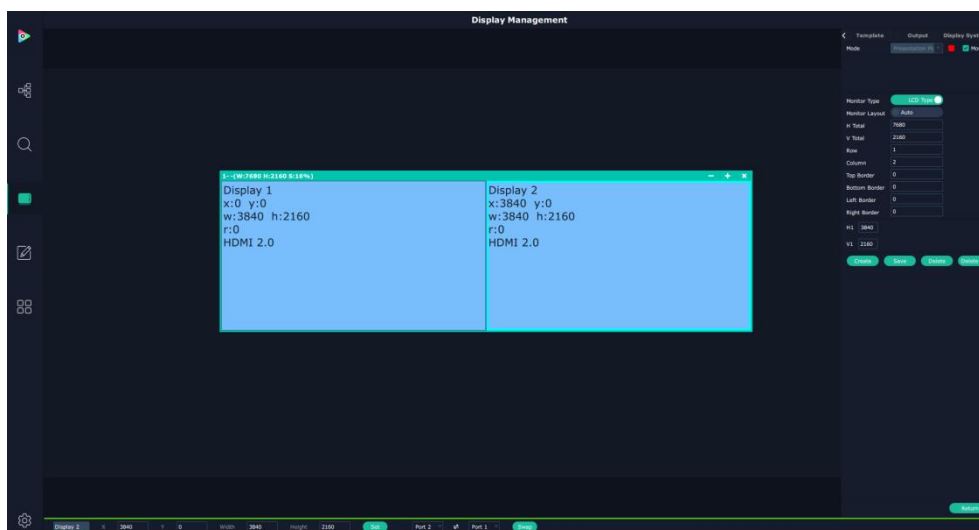 Display Management
Template Output Display Syst
Mode Presentation Pr
Mo
Monitor Type LCD Type
Monitor Layout Auto
H Total 7680
V Total 2160
Row 1
Column 2
Top Border 0
Bottom Border 0
Left Border 0
Right Border 0
H1 3840
V1 2160
Create Save Delete Delete
1--(W:7680 H:2160 S:16%)
Display 1
x:0 y:0
w:3840 h:2160
r:0
HDMI 2.0
Display 2
x:3840 y:0
w:3840 h:2160
r:0
HDMI 2.0
Return
Display 2 X 3840 Y 0 Width 3840 Height 2160 Set Port 2 Port 1 Swap